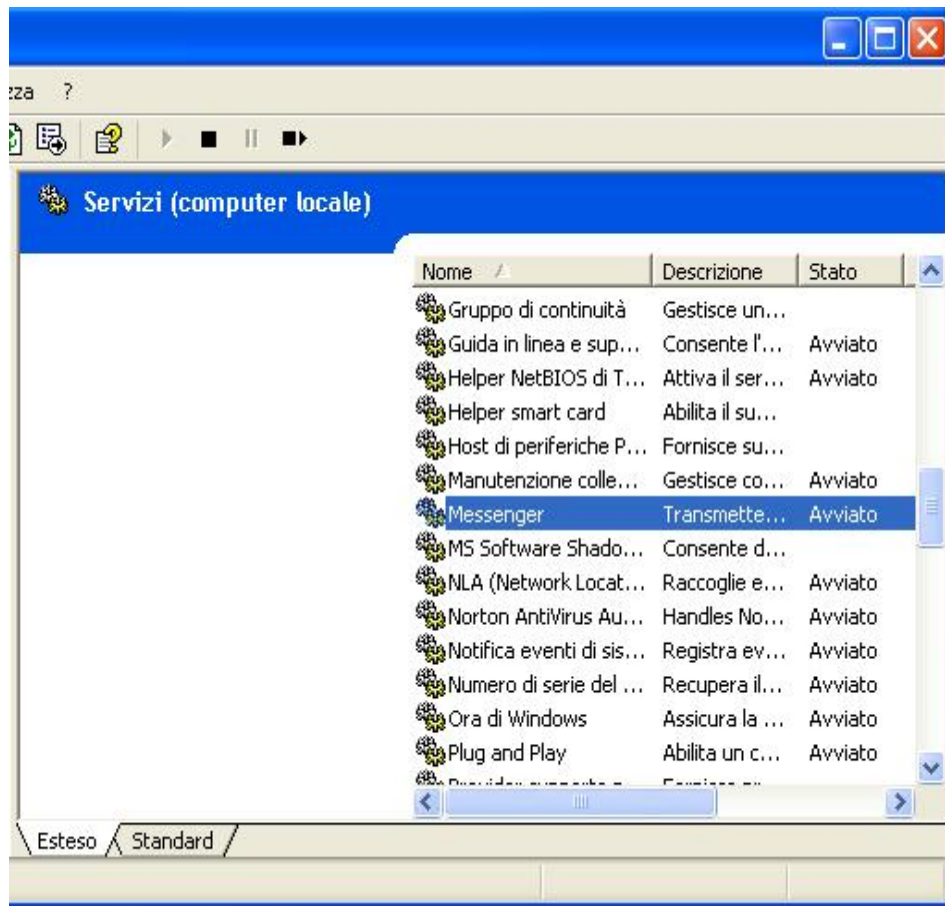 zza ?
Servizi (computer locale)
Nome Descrizione Stato
Gruppo di continuità Gestisce un...
Guida in linea e sup... Consente l'... Avviato
Helper NetBIOS di T... Attiva il ser... Avviato
Helper smart card Abilita il su...
Host di periferiche P... Fornisce su...
Manutenzione colle... Gestisce co... Avviato
Messenger Transmette... Avviato
MS Software Shado... Consente d...
NLA (Network Locat... Raccoglie e... Avviato
Norton AntiVirus Au... Handles No... Avviato
Notifica eventi di sis... Registra ev... Avviato
Numero di serie del ... Recupera il... Avviato
Ora di Windows Assicura la ... Avviato
Plug and Play Abilita un c... Avviato
Esteso Standard